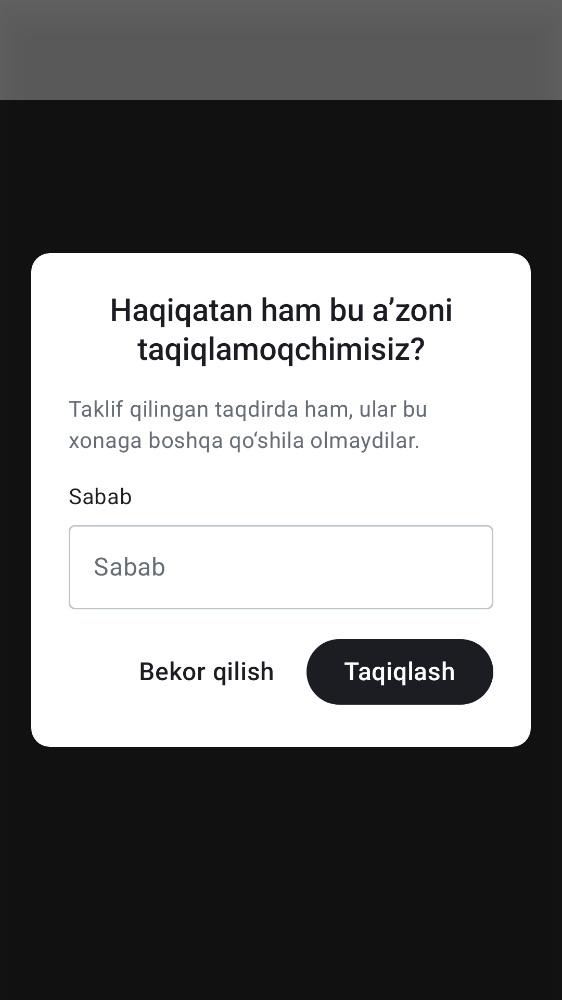 Haqiqatan ham bu a’zoni
taqiqlamoqchimisiz?
Taklif qilingan taqdirda ham, ular bu
xonaga boshqa qo‘shila olmaydilar.
Sabab
Sabab
Bekor qilish
Taqiqlash